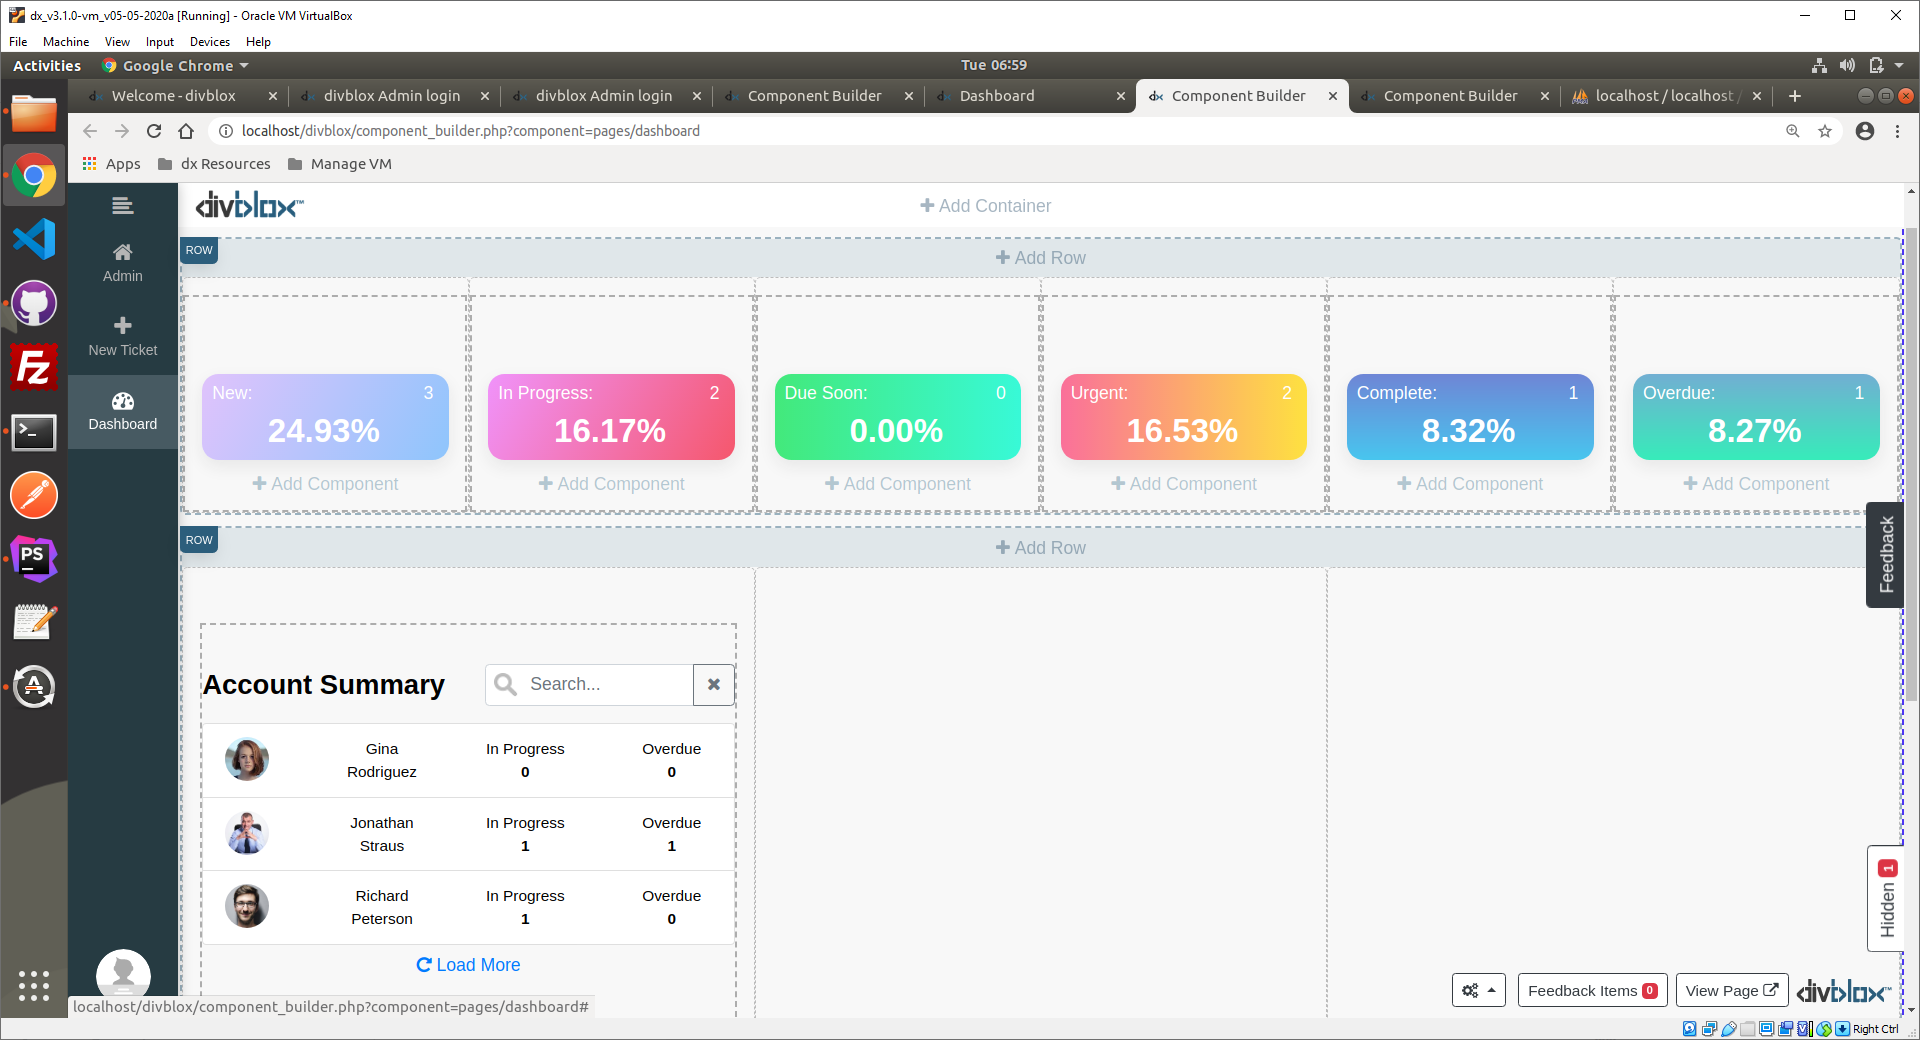 dx_v3.1.0-vm_v05-05-2020a [Running] - Oracle VM VirtualBox
File Machine View Input Devices Help
Activities Google Chrome Tue 06:59
Welcome - divblox divblox Admin login divblox Admin login Component Builder Dashboard Component Builder Component Builder localhost / localhost /
localhost/divblox/component_builder.php?component=pages/dashboard
Apps dx Resources Manage VM
divblox™ + Add Container
ROW + Add Row
Admin
New Ticket
Dashboard
New: 3 In Progress: 2 Due Soon: 0 Urgent: 2 Complete: 1 Overdue: 1
24.93% 16.17% 0.00% 16.53% 8.32% 8.27%
+ Add Component + Add Component + Add Component + Add Component + Add Component + Add Component
ROW + Add Row
Feedback
Account Summary Search...
Gina In Progress Overdue
Rodriguez 0 0
Jonathan In Progress Overdue
Straus 1 1
Richard In Progress Overdue
Peterson 1 0
Load More
Hidden 1
Feedback Items 0 View Page divblox™
localhost/divblox/component_builder.php?component=pages/dashboard#
Right Ctrl
PS
Fz